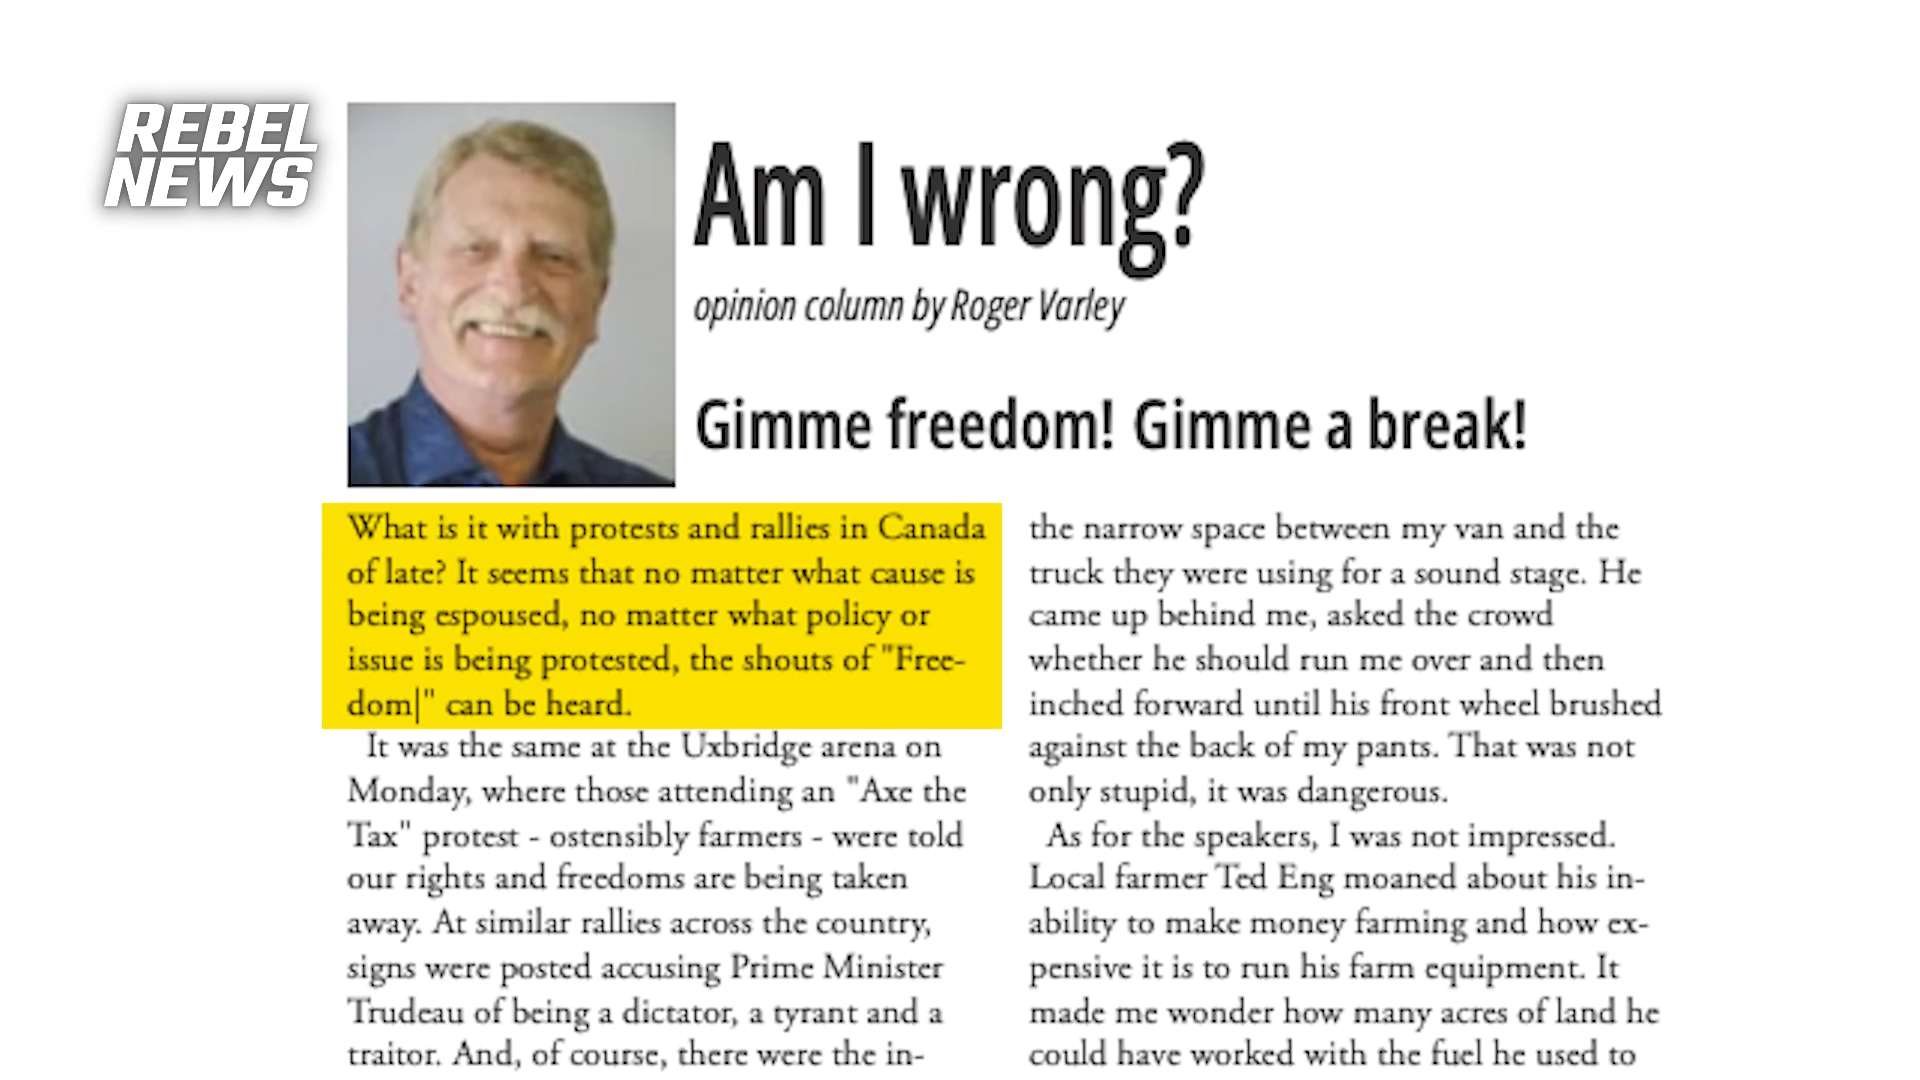 REBEL
NEWS
Am I wrong?
opinion column by Roger Varley
Gimme freedom! Gimme a break!
What is it with protests and rallies in Canada
of late? It seems that no matter what cause is
being espoused, no matter what policy or
issue is being protested, the shouts of "Free-
dom|" can be heard.
It was the same at the Uxbridge arena on
Monday, where those attending an "Axe the
Tax" protest - ostensibly farmers - were told
our rights and freedoms are being taken
away. At similar rallies across the country,
signs were posted accusing Prime Minister
Trudeau of being a dictator, a tyrant and a
traitor. And, of course, there were the in-
the narrow space between my van and the
truck they were using for a sound stage. He
came up behind me, asked the crowd
whether he should run me over and then
inched forward until his front wheel brushed
against the back of my pants. That was not
only stupid, it was dangerous.
As for the speakers, I was not impressed.
Local farmer Ted Eng moaned about his in-
ability to make money farming and how ex-
pensive it is to run his farm equipment. It
made me wonder how many acres of land he
could have worked with the fuel he used to